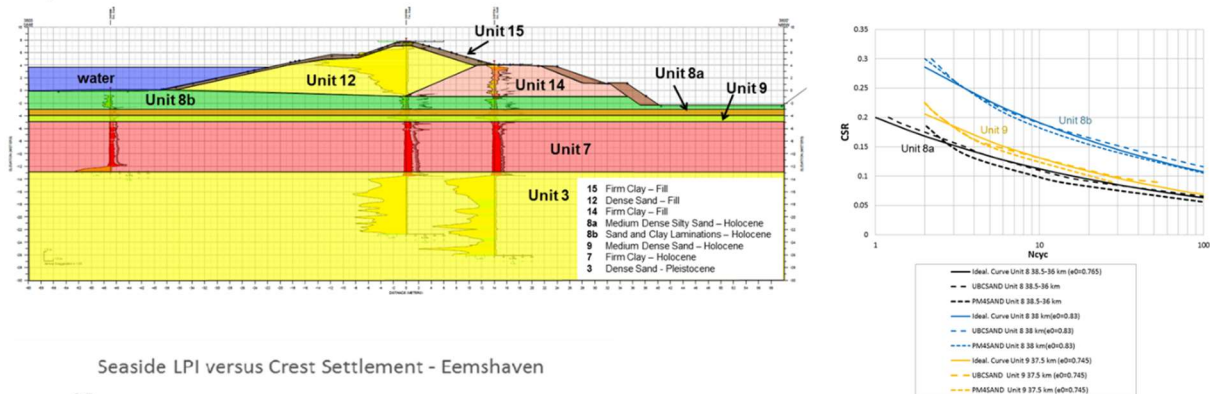 Unit 15
Unit 12
Unit 14
Unit 8a
Unit 9
water
Unit 8b
Unit 7
Unit 3
15 Firm Clay – Fill
12 Dense Sand – Fill
14 Firm Clay – Fill
8a Medium Dense Silty Sand – Holocene
8b Sand and Clay Laminations – Holocene
9 Medium Dense Sand – Holocene
7 Firm Clay – Holocene
3 Dense Sand - Pleistocene
DISTANCE (METERS)
Seaside LPI versus Crest Settlement - Eemshaven
0.35
0.3
0.25
0.2
0.15
0.1
0.05
0
CSR
Unit 8b
Unit 9
Unit 8a
1 10 100
Ncyc
Ideal. Curve Unit 8 38.5-36 km (e0=0.765)
UBCSAND Unit 8 38.5-36 km
PM4SAND Unit 8 38.5-36 km
Ideal. Curve Unit 8 38 km(e0=0.83)
UBCSAND Unit 8 38 km(e0=0.83)
PM4SAND Unit 8 38 km(e0=0.83)
Ideal. Curve Unit 9 37.5 km (e0=0.745)
UBCSAND Unit 9 37.5 km (e0=0.745)
PM4SAND Unit 9 37.5 km (e0=0.745)